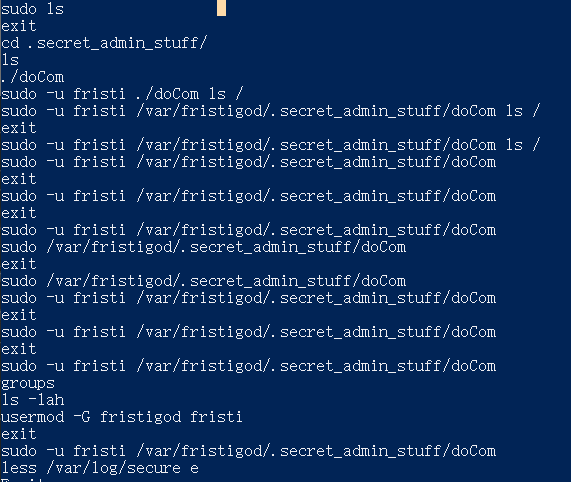 sudo ls
exit
cd .secret_admin_stuff/
ls
./doCom
sudo -u fristi ./doCom ls /
sudo -u fristi /var/fristigod/.secret_admin_stuff/doCom ls /
exit
sudo -u fristi /var/fristigod/.secret_admin_stuff/doCom ls /
sudo -u fristi /var/fristigod/.secret_admin_stuff/doCom
exit
sudo -u fristi /var/fristigod/.secret_admin_stuff/doCom
exit
sudo -u fristi /var/fristigod/.secret_admin_stuff/doCom
sudo /var/fristigod/.secret_admin_stuff/doCom
exit
sudo /var/fristigod/.secret_admin_stuff/doCom
sudo -u fristi /var/fristigod/.secret_admin_stuff/doCom
exit
sudo -u fristi /var/fristigod/.secret_admin_stuff/doCom
exit
sudo -u fristi /var/fristigod/.secret_admin_stuff/doCom
groups
ls -lah
usermod -G fristigod fristi
exit
sudo -u fristi /var/fristigod/.secret_admin_stuff/doCom
less /var/log/secure e